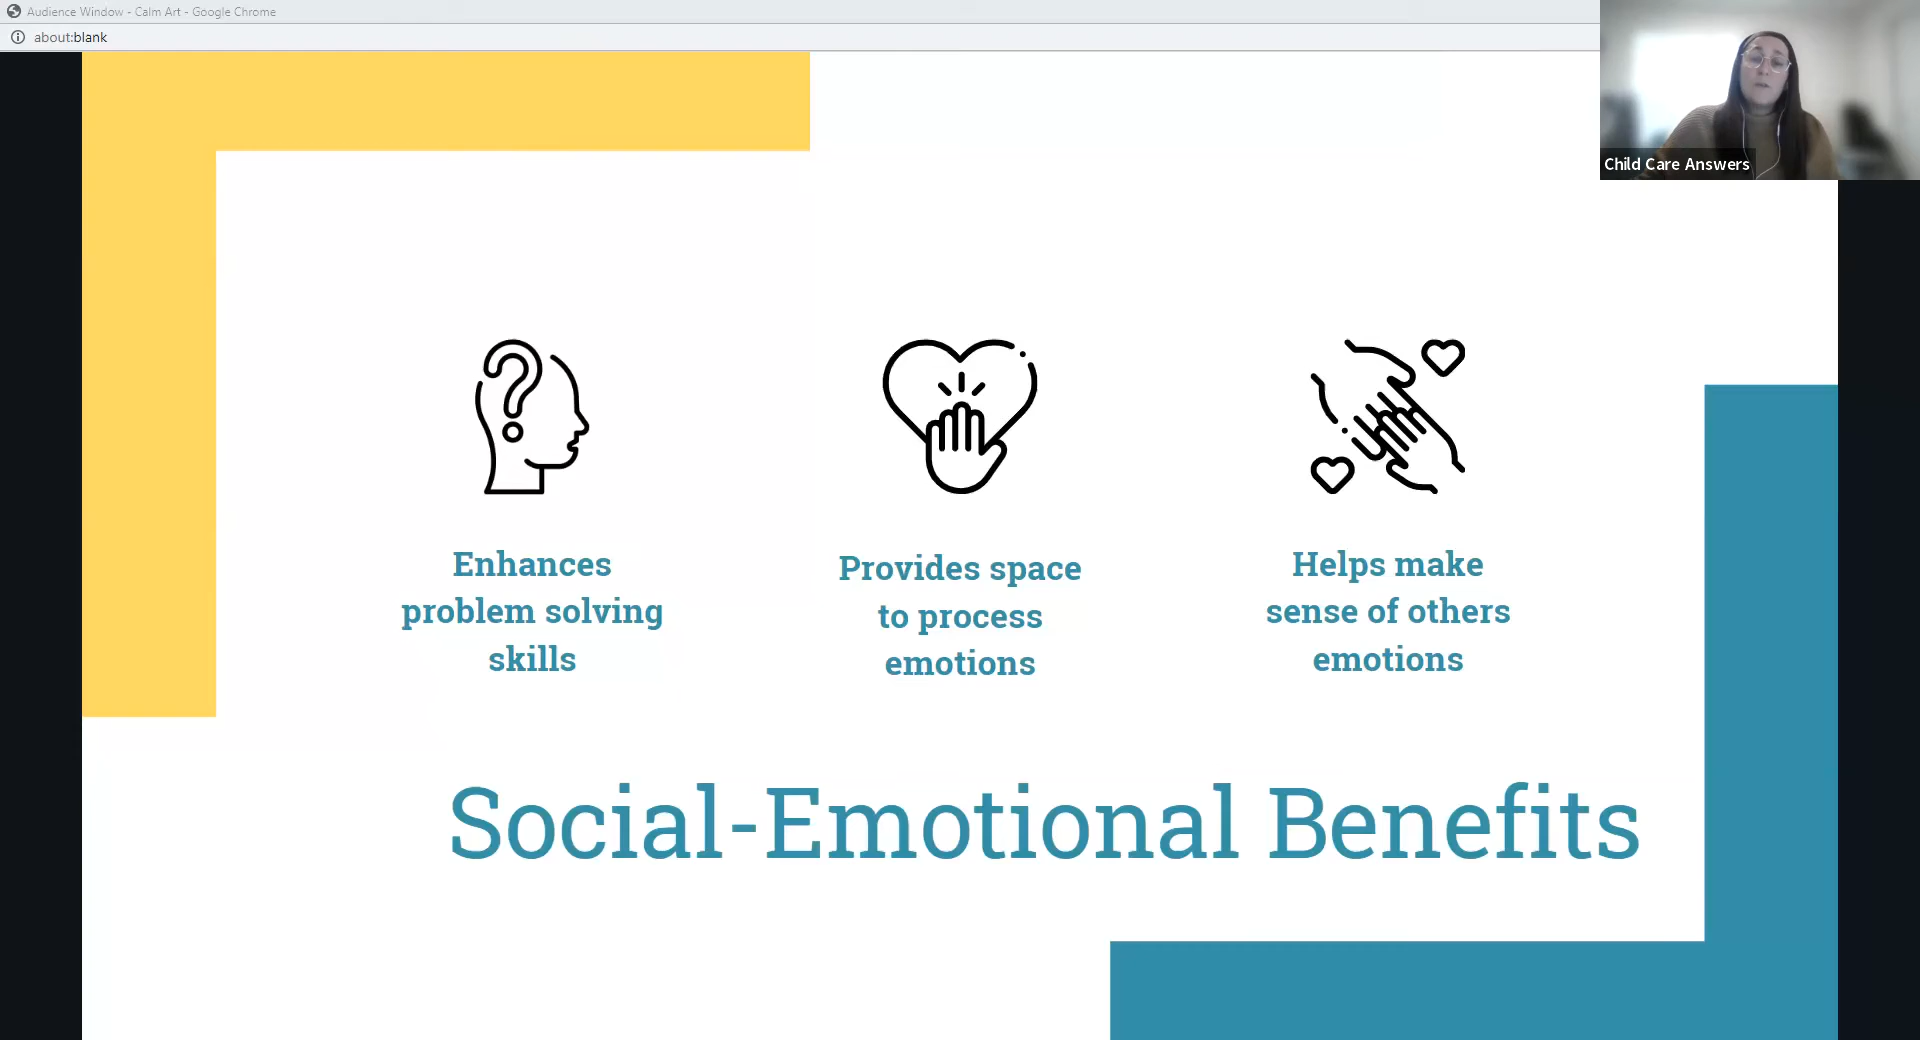 Audience Window - Calm Art - Google Chrome
about:blank
Child Care Answers
Enhances
problem solving
skills
Provides space
to process
emotions
Helps make
sense of others
emotions
Social-Emotional Benefits